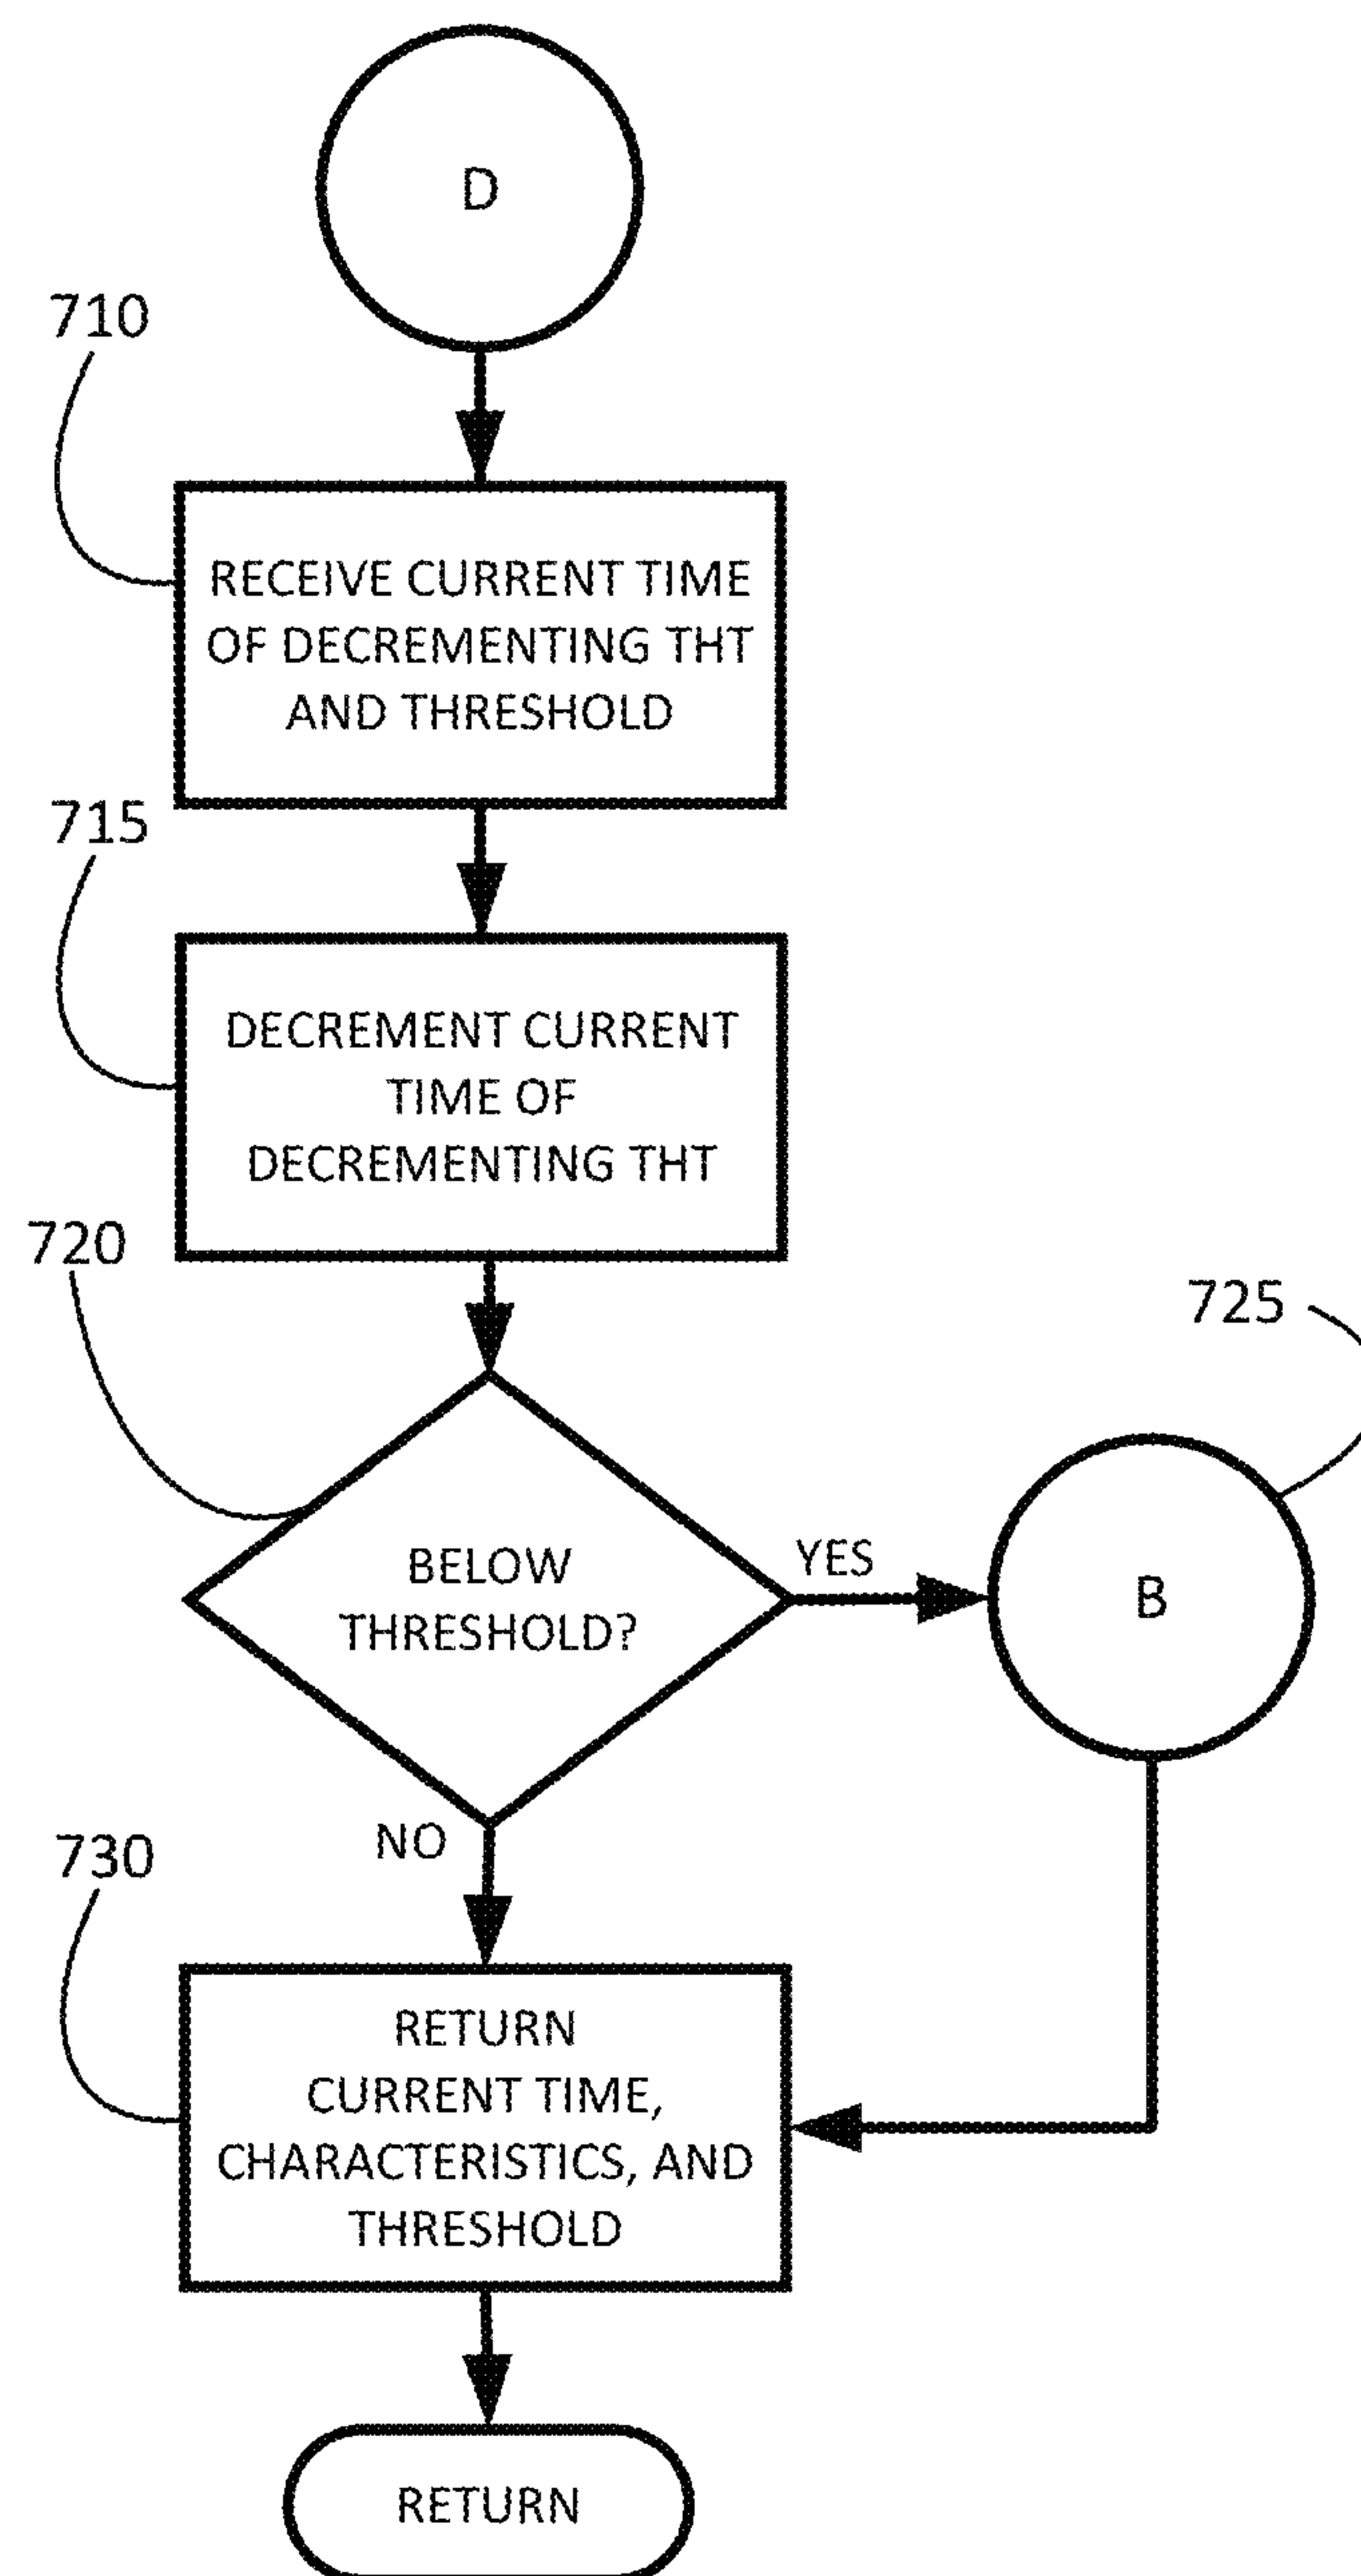 D
710
RECEIVE CURRENT TIME
OF DECREMENTING THT
AND THRESHOLD
715
DECREMENT CURRENT
TIME OF
DECREMENTING THT
720
725
BELOW
THRESHOLD?
YES
B
NO
730
RETURN
CURRENT TIME,
CHARACTERISTICS, AND
THRESHOLD
RETURN